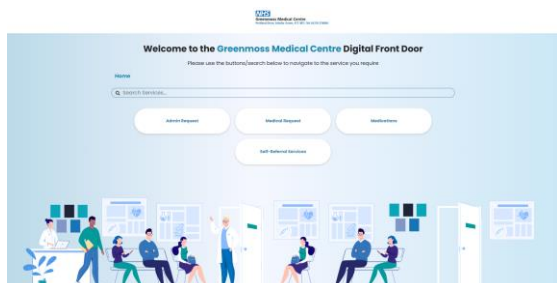 NHS
Greenmoss Medical Centre
Welcome to the Greenmoss Medical Centre Digital Front Door
Please use the buttons/search below to navigate to the service you require
Home
Search Services...
Admin Request
Medical Request
Medications
Self-Referral Services